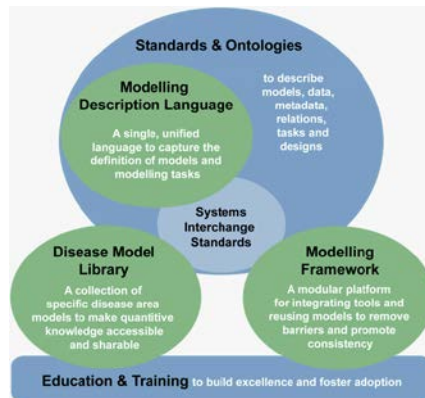 Standards & Ontologies
Modelling
Description Language
A single, unified
language to capture the
definition of models and
modelling tasks
to describe
models, data,
metadata,
relations,
tasks and
designs
Systems
Interchange
Standards
Disease Model
Library
A collection of
specific disease area
models to make quantitive
knowledge accessible
and sharable
Modelling
Framework
A modular platform
for integrating tools and
reusing models to remove
barriers and promote
consistency
Education & Training to build excellence and foster adoption